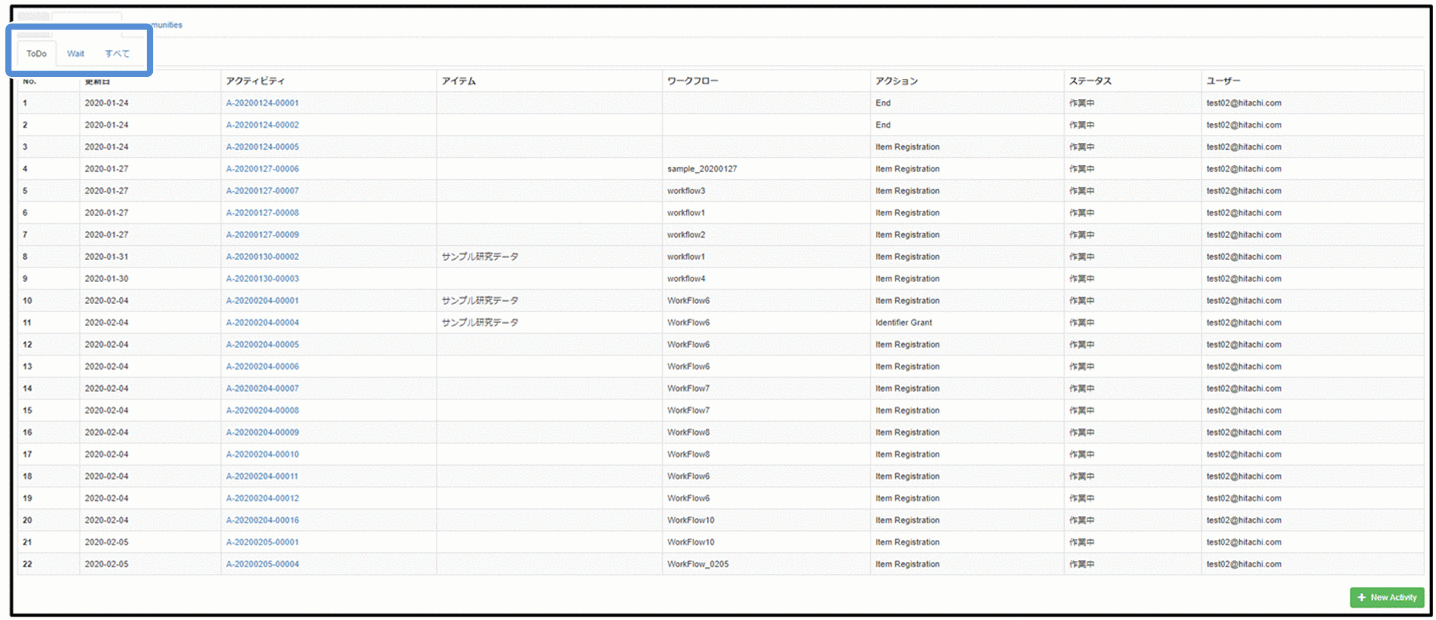 munities
ToDo Wait すべて
No. 更新日 アクティビティ アイテム ワークフロー アクション ステータス ユーザー
1 2020-01-24 A-20200124-00001 End 作業中 test02@hitachi.com
2 2020-01-24 A-20200124-00002 End 作業中 test02@hitachi.com
3 2020-01-24 A-20200124-00005 Item Registration 作業中 test02@hitachi.com
4 2020-01-27 A-20200127-00006 sample_20200127 Item Registration 作業中 test02@hitachi.com
5 2020-01-27 A-20200127-00007 workflow3 Item Registration 作業中 test02@hitachi.com
6 2020-01-27 A-20200127-00008 workflow1 Item Registration 作業中 test02@hitachi.com
7 2020-01-27 A-20200127-00009 workflow2 Item Registration 作業中 test02@hitachi.com
8 2020-01-31 A-20200130-00002 サンプル研究データ workflow1 Item Registration 作業中 test02@hitachi.com
9 2020-01-30 A-20200130-00003 workflow4 Item Registration 作業中 test02@hitachi.com
10 2020-02-04 A-20200204-00001 サンプル研究データ WorkFlow6 Item Registration 作業中 test02@hitachi.com
11 2020-02-04 A-20200204-00004 サンプル研究データ WorkFlow6 Identifier Grant 作業中 test02@hitachi.com
12 2020-02-04 A-20200204-00005 WorkFlow6 Item Registration 作業中 test02@hitachi.com
13 2020-02-04 A-20200204-00006 WorkFlow6 Item Registration 作業中 test02@hitachi.com
14 2020-02-04 A-20200204-00007 WorkFlow7 Item Registration 作業中 test02@hitachi.com
15 2020-02-04 A-20200204-00008 WorkFlow7 Item Registration 作業中 test02@hitachi.com
16 2020-02-04 A-20200204-00009 WorkFlow8 Item Registration 作業中 test02@hitachi.com
17 2020-02-04 A-20200204-00010 WorkFlow8 Item Registration 作業中 test02@hitachi.com
18 2020-02-04 A-20200204-00011 WorkFlow6 Item Registration 作業中 test02@hitachi.com
19 2020-02-04 A-20200204-00012 WorkFlow6 Item Registration 作業中 test02@hitachi.com
20 2020-02-04 A-20200204-00016 WorkFlow10 Item Registration 作業中 test02@hitachi.com
21 2020-02-05 A-20200205-00001 WorkFlow10 Item Registration 作業中 test02@hitachi.com
22 2020-02-05 A-20200205-00004 WorkFlow_0205 Item Registration 作業中 test02@hitachi.com
+ New Activity